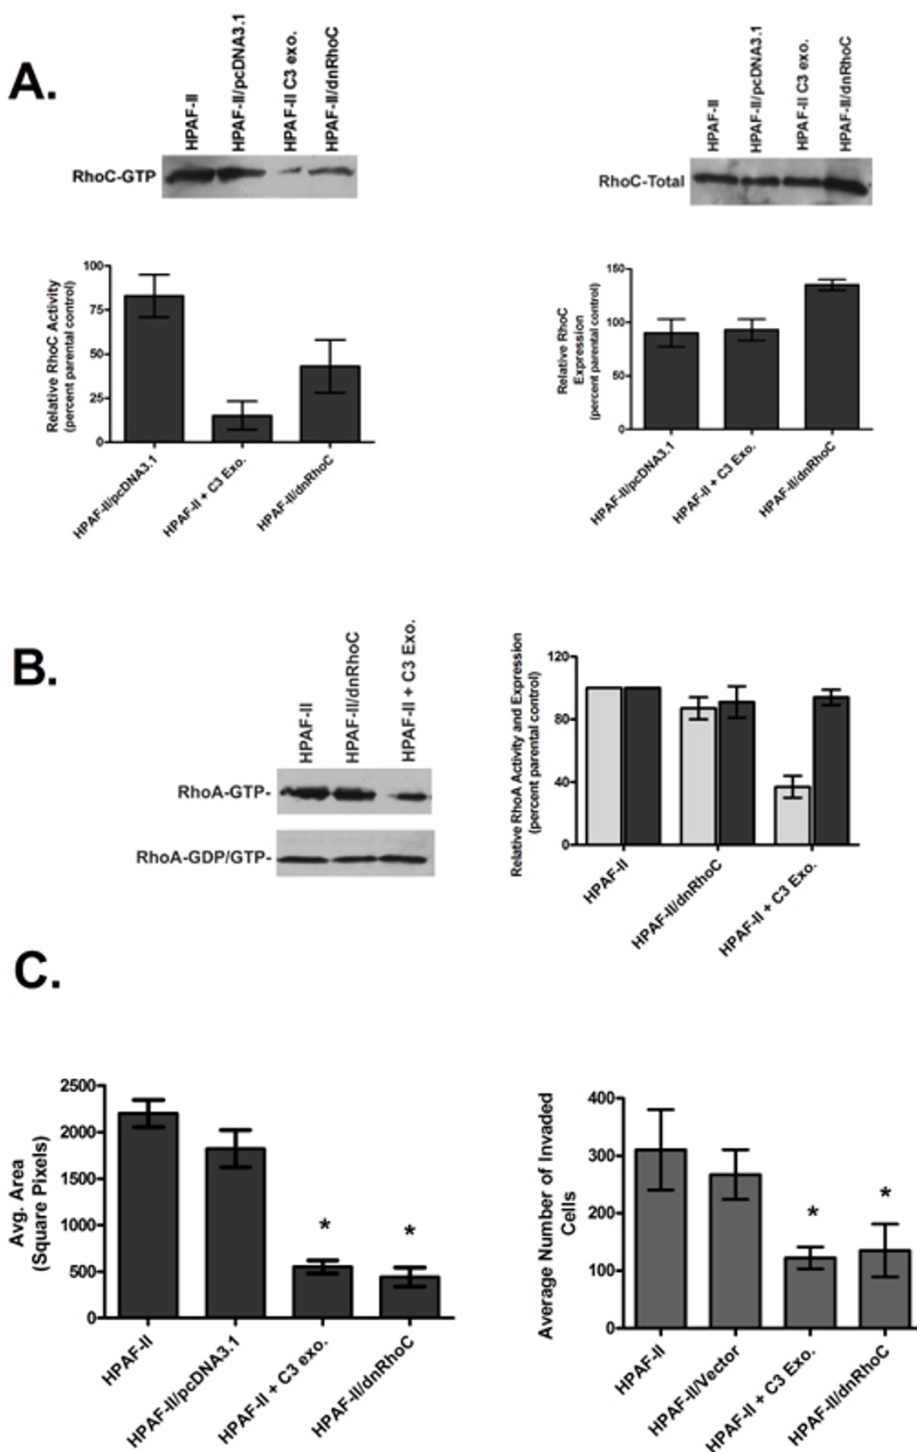 A.
HPAF-II
HPAF-II/pcDNA3.1
HPAF-II C3 exo.
HPAF-II/dnRhoC
RhoC-GTP
HPAF-II
HPAF-II/pcDNA3.1
HPAF-II C3 exo.
HPAF-II/dnRhoC
RhoC-Total
Relative RhoC Activity
(percent parental control)
100
75
50
25
0
HPAF-II/pcDNA3.1
HPAF-II + C3 Exo.
HPAF-II/dnRhoC
Relative RhoC
Expression
(percent parental control)
150
100
50
0
HPAF-II/pcDNA3.1
HPAF-II + C3 Exo.
HPAF-II/dnRhoC
B.
HPAF-II
HPAF-II/dnRhoC
HPAF-II + C3 Exo.
RhoA-GTP-
RhoA-GDP/GTP-
Relative RhoA Activity and Expression
(percent parental control)
120
80
40
0
HPAF-II
HPAF-II/dnRhoC
HPAF-II + C3 Exo.
C.
Avg. Area
(Square Pixels)
2500
2000
1500
1000
500
0
*
*
HPAF-II
HPAF-II/pcDNA3.1
HPAF-II + C3 exo.
HPAF-II/dnRhoC
Average Number of Invaded
Cells
400
300
200
100
0
*
*
HPAF-II
HPAF-II/Vector
HPAF-II + C3 Exo.
HPAF-II/dnRhoC